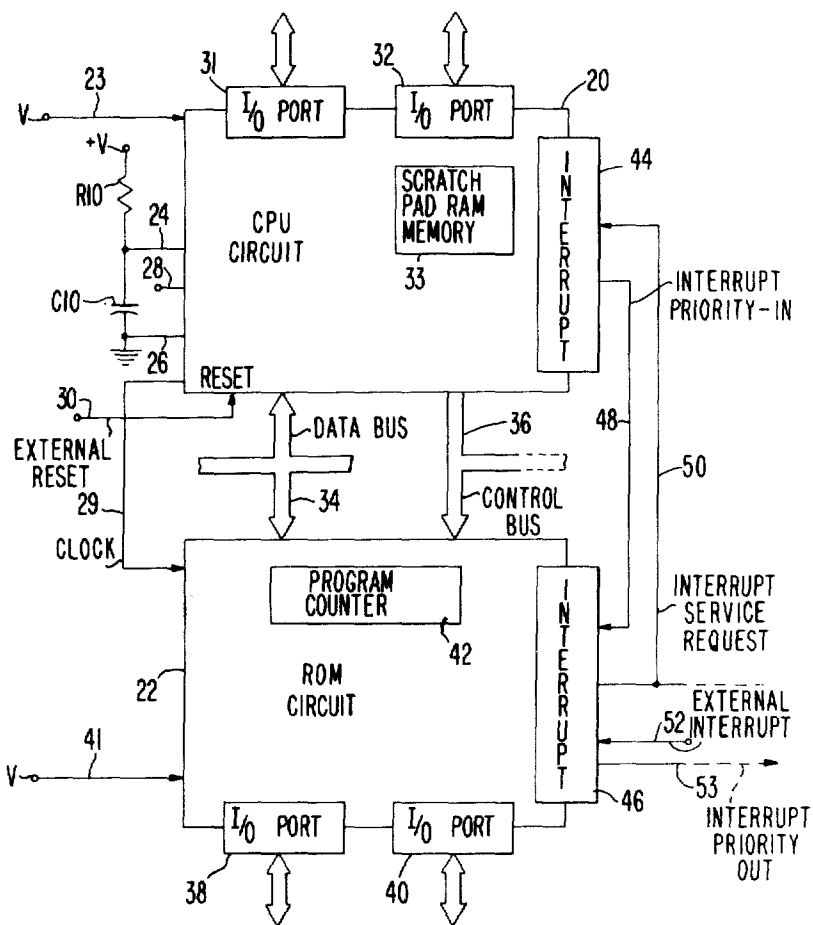 31
32
20
23
V
I/O PORT
I/O PORT
44
+V
R10
24
28
C10
26
CPU
CIRCUIT
SCRATCH
PAD RAM
MEMORY
33
INTERRUPT
INTERRUPT
PRIORITY-IN
RESET
30
EXTERNAL
RESET
DATA BUS
36
48
50
29
34
CONTROL
BUS
CLOCK
PROGRAM
COUNTER
42
INTERRUPT
INTERRUPT
SERVICE
REQUEST
22
ROM
CIRCUIT
EXTERNAL
INTERRUPT
52
41
V
53
I/O PORT
I/O PORT
46
INTERRUPT
PRIORITY
OUT
38
40